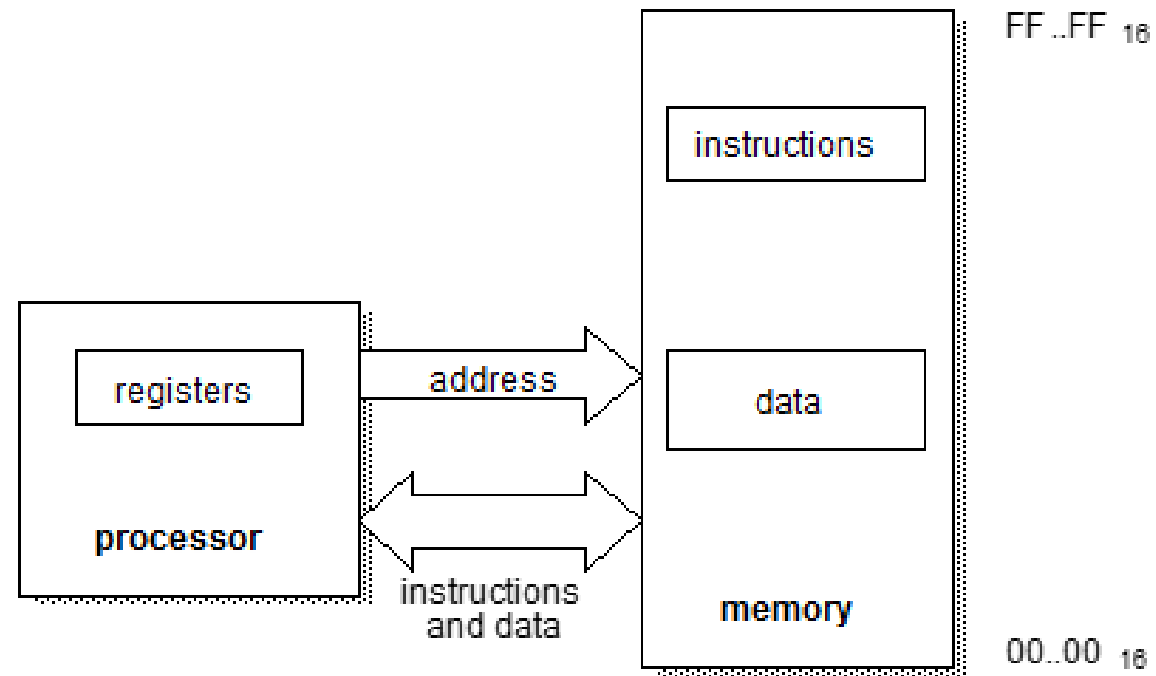 FF..FF 16
instructions
registers
address
data
processor
instructions
and data
memory
00..00 16